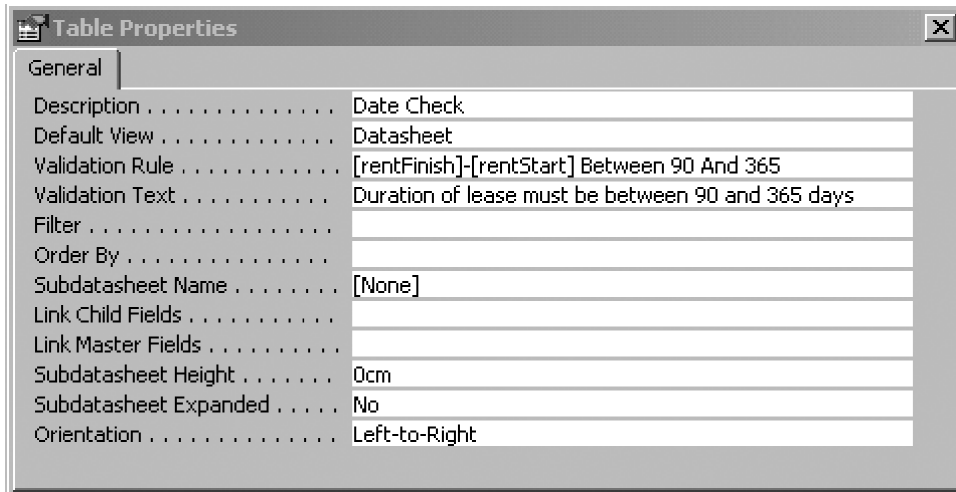 Table Properties
General
Description . . . . . . . . . . . . . . . Date Check
Default View . . . . . . . . . . . . . Datasheet
Validation Rule . . . . . . . . . . . . [rentFinish]-[rentStart] Between 90 And 365
Validation Text . . . . . . . . . . . Duration of lease must be between 90 and 365 days
Filter . . . . . . . . . . . . . . . . . .
Order By . . . . . . . . . . . . . . .
Subdatasheet Name . . . . . . . . [None]
Link Child Fields . . . . . . . . . . .
Link Master Fields . . . . . . . . . .
Subdatasheet Height . . . . . . . 0cm
Subdatasheet Expanded . . . . . No
Orientation . . . . . . . . . . . . . . Left-to-Right